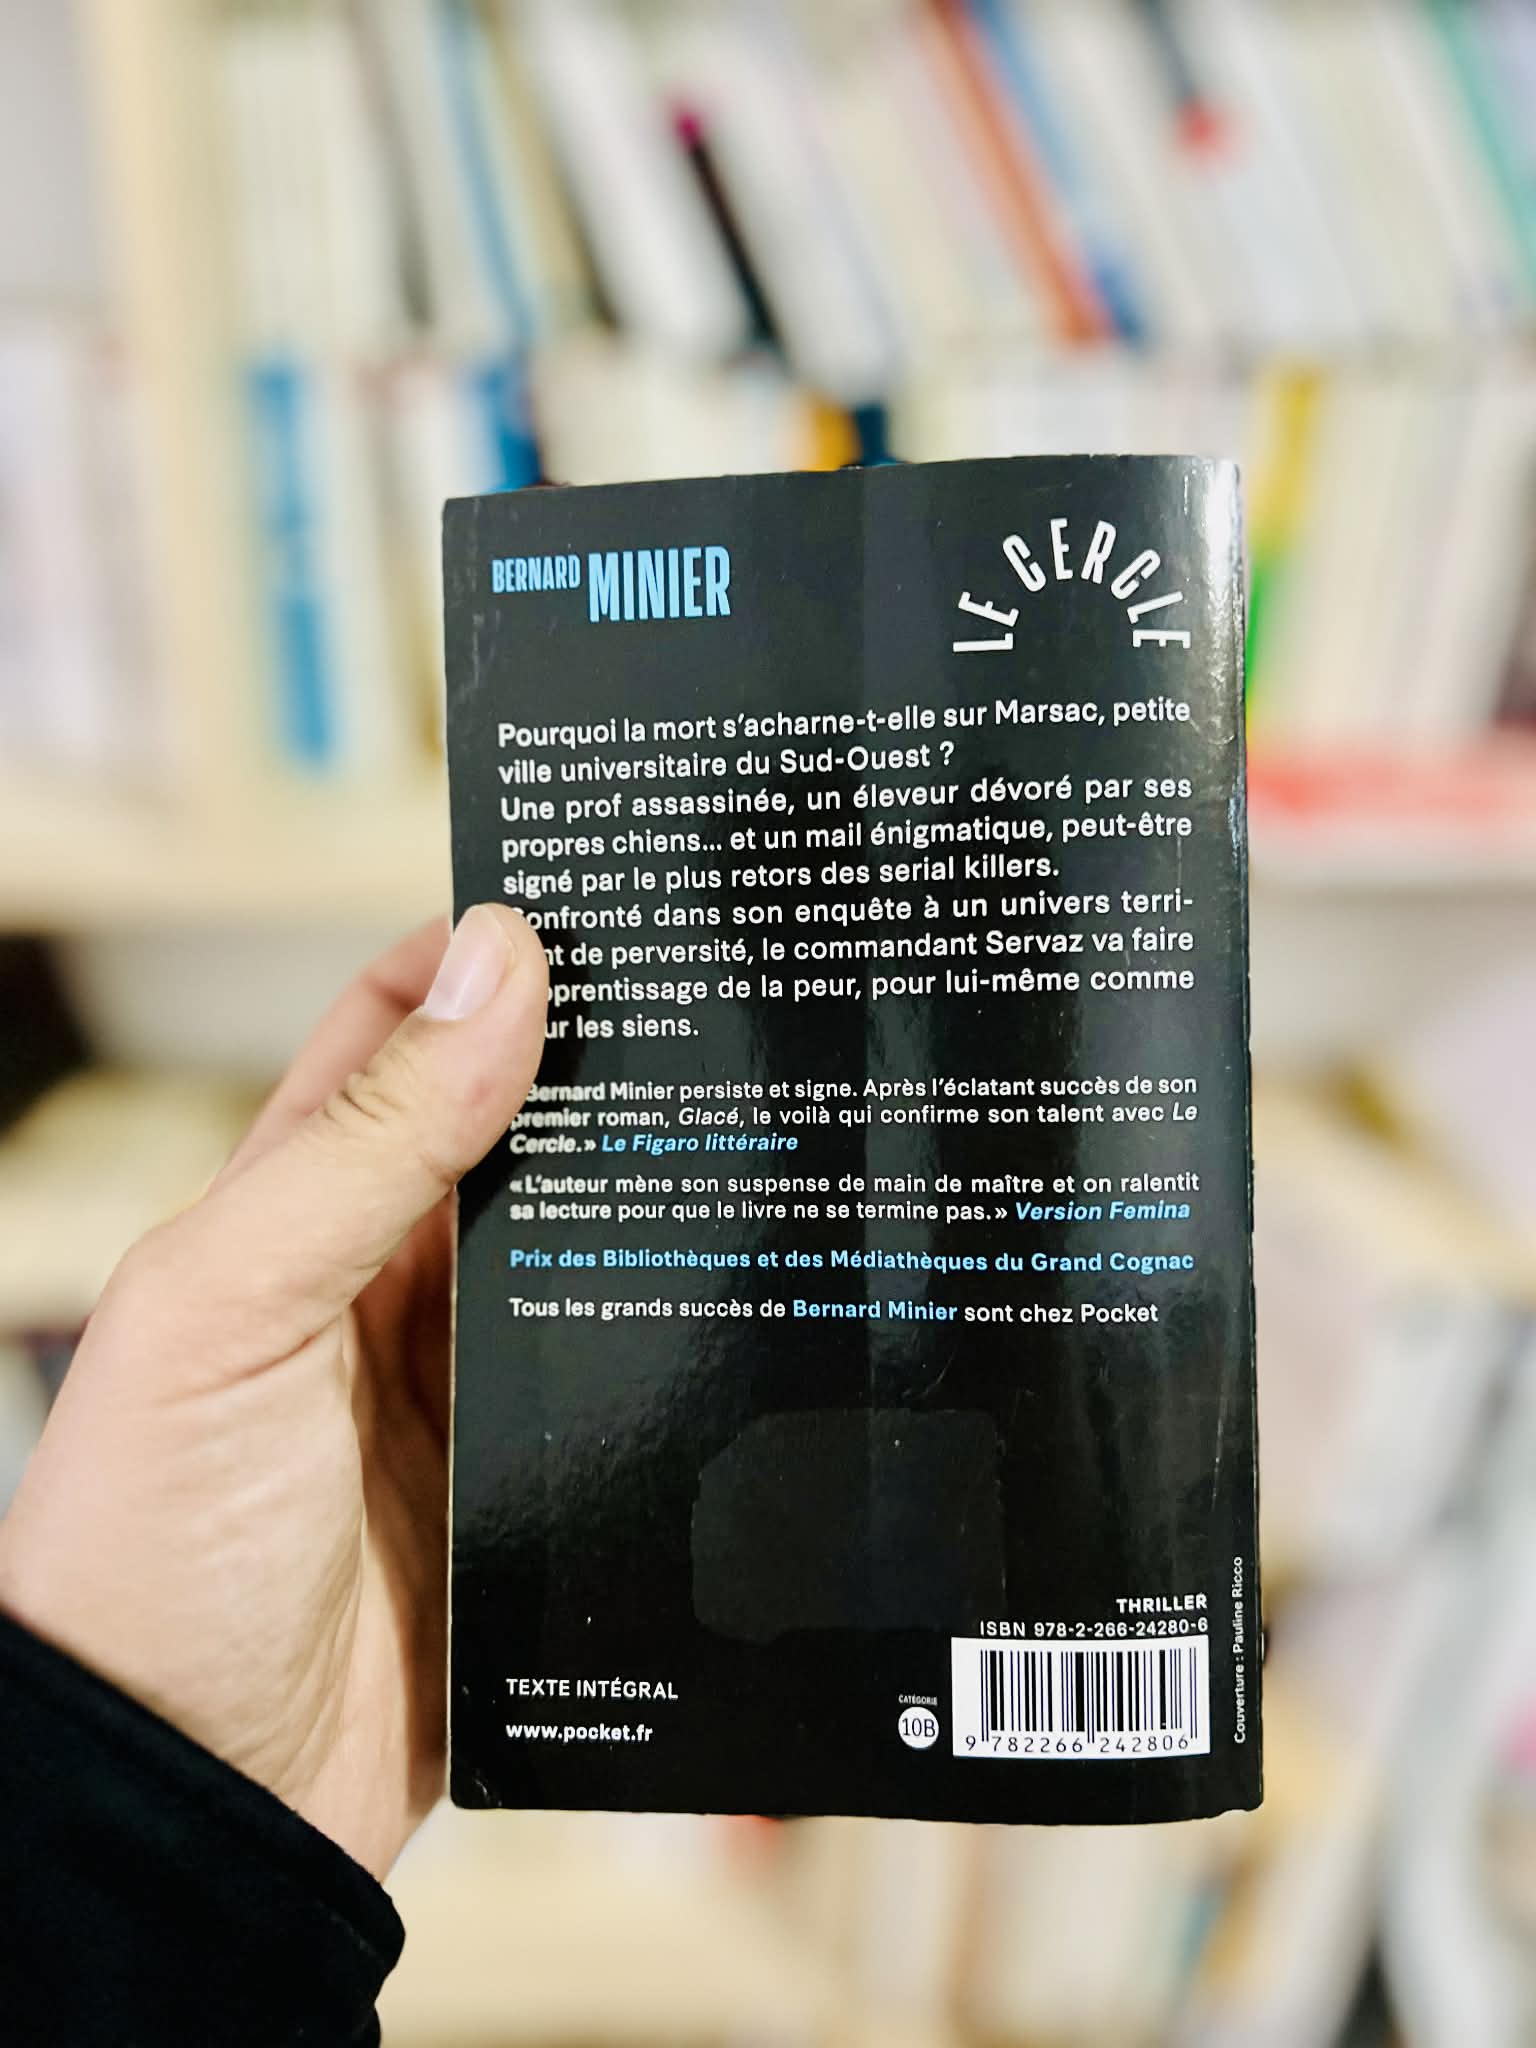 BERNARD MINIER
LE CERCLE
Pourquoi la mort s'acharne-t-elle sur Marsac, petite
ville universitaire du Sud-Ouest ?
Une prof assassinée, un éleveur dévoré par ses
propres chiens... et un mail énigmatique, peut-être
signé par le plus retors des serial killers.
Confronté dans son enquête à un univers terri-
de perversité, le commandant Servaz va faire
de la peur, pour lui-même comme
les siens.
Bernard Minier persiste et signe. Après l'éclatant succès de son
premier roman, Glacé, le voilà qui confirme son talent avec Le
Cercle.» Le Figaro littéraire
«L'auteur mène son suspense de main de maître et on ralentit
sa lecture pour que le livre ne se termine pas.» Version Femina
Prix des Bibliothèques et des Médiathèques du Grand Cognac
Tous les grands succès de Bernard Minier sont chez Pocket
THRILLER
ISBN 978-2-266-24280-6
TEXTE INTÉGRAL
www.pocket.fr
CATÉGORIE
10B
9 782266 242806
Couverture : Pauline Ricco